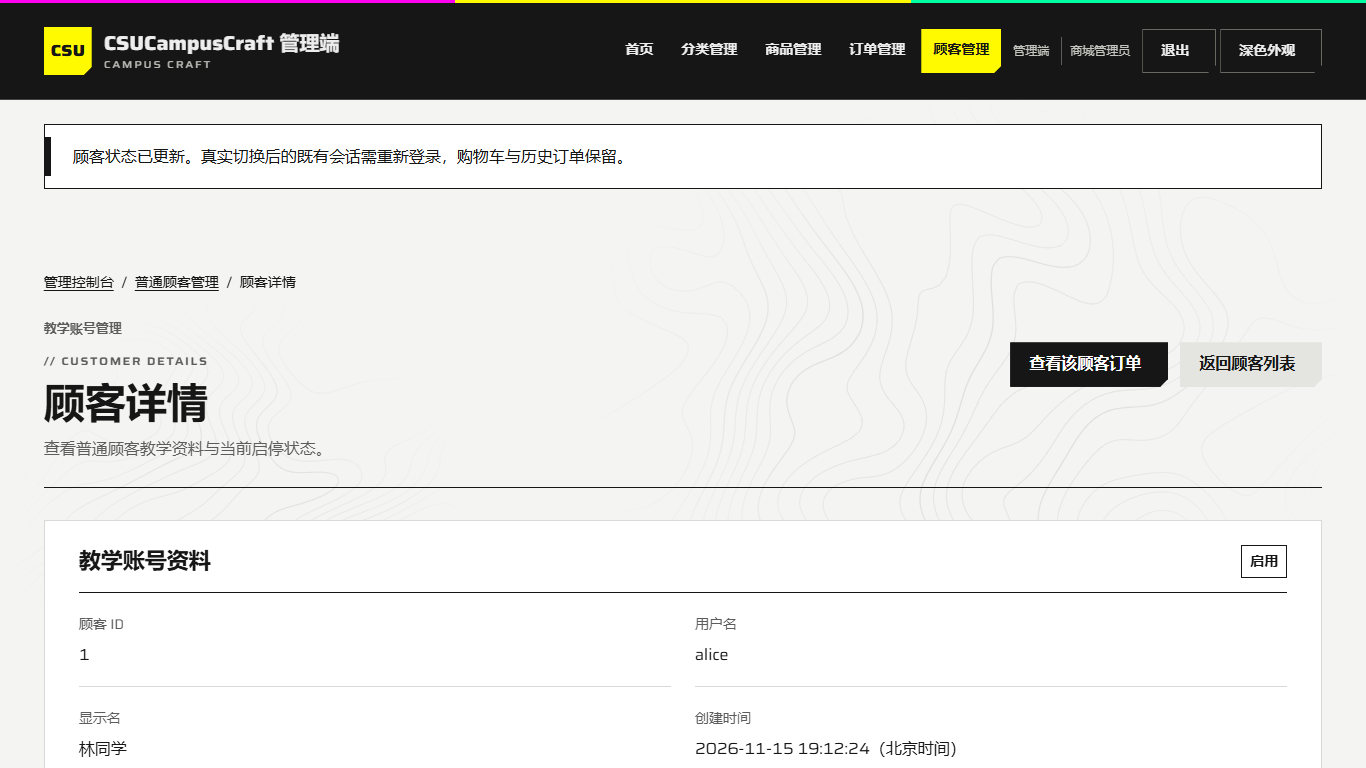 CSU
CSUCampusCraft 管理端
CAMPUS CRAFT
首页 分类管理 商品管理 订单管理 顾客管理 管理端 商城管理员 退出 深色外观
顾客状态已更新。真实切换后的既有会话需重新登录，购物车与历史订单保留。
管理控制台 / 普通顾客管理 / 顾客详情
教学账号管理
// CUSTOMER DETAILS
顾客详情
查看普通顾客教学资料与当前启停状态。
查看该顾客订单 返回顾客列表
教学账号资料
启用
顾客 ID
1
用户名
alice
显示名
林同学
创建时间
2026-11-15 19:12:24（北京时间）